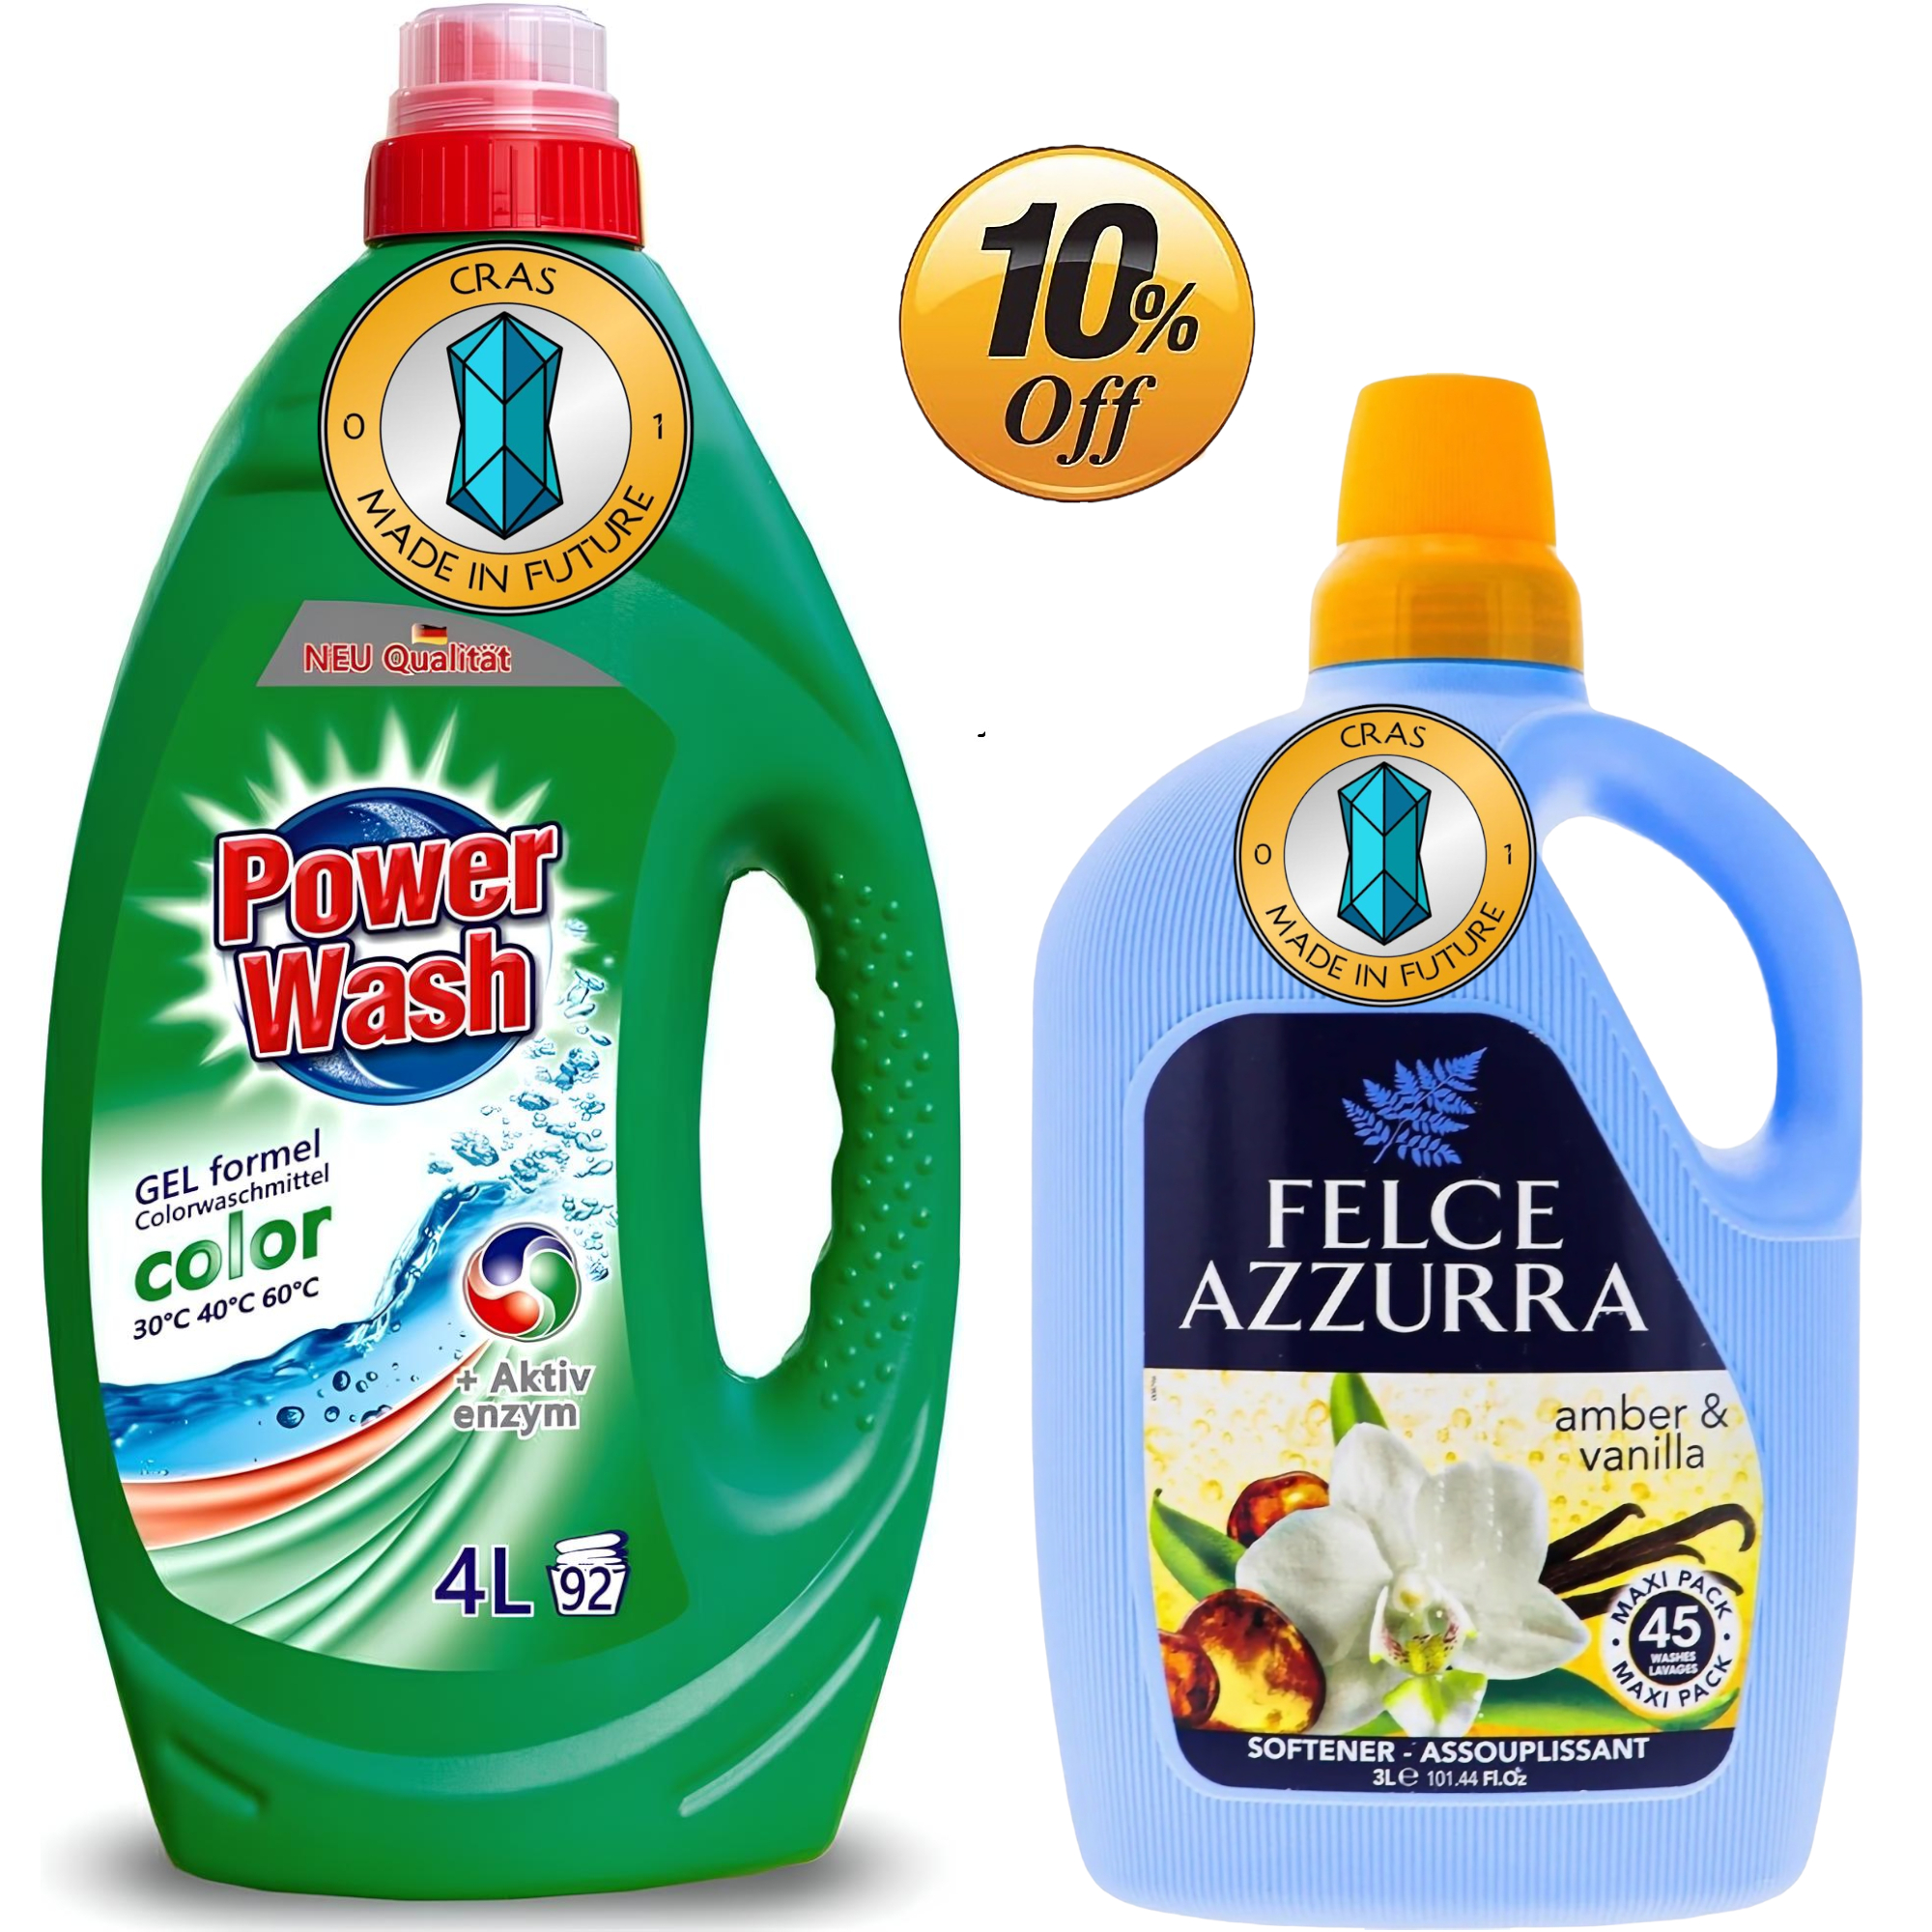 CRAS
0 1
MADE IN FUTURE
NEU Qualität
Power
Wash
GEL formel
Colorwaschmittel
color
30°C 40°C 60°C
+ Aktiv
enzym
4L 92
10%
Off
CRAS
0 1
MADE IN FUTURE
FELCE
AZZURRA
amber &
vanilla
MAXI PACK
45
WASHES
LAVAGES
MAXI PACK
SOFTENER - ASSOUPLISSANT
3L e 101.44 Fl.Oz